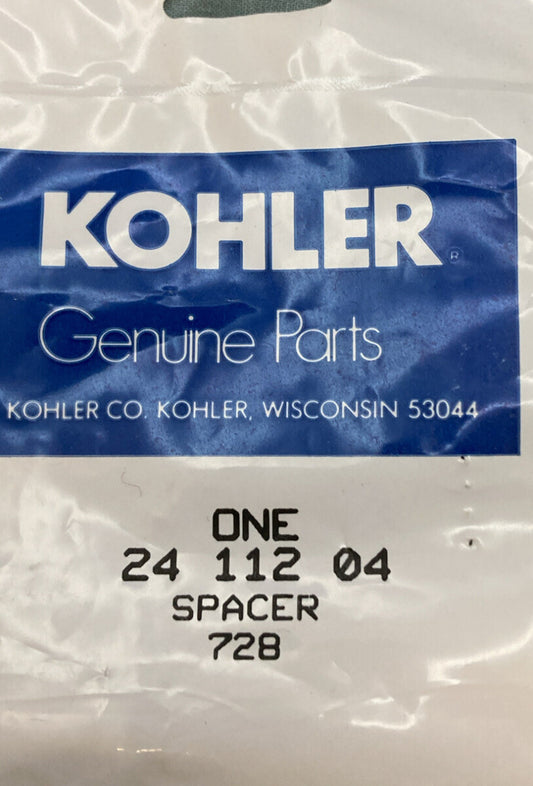 KOHLER®
Genuine Parts
KOHLER CO. KOHLER, WISCONSIN 53044
ONE
24 112 04
SPACER
728